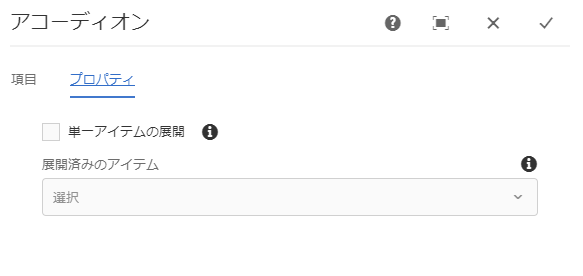 アコーディオン
項目 プロパティ
単一アイテムの展開
展開済みのアイテム
選択